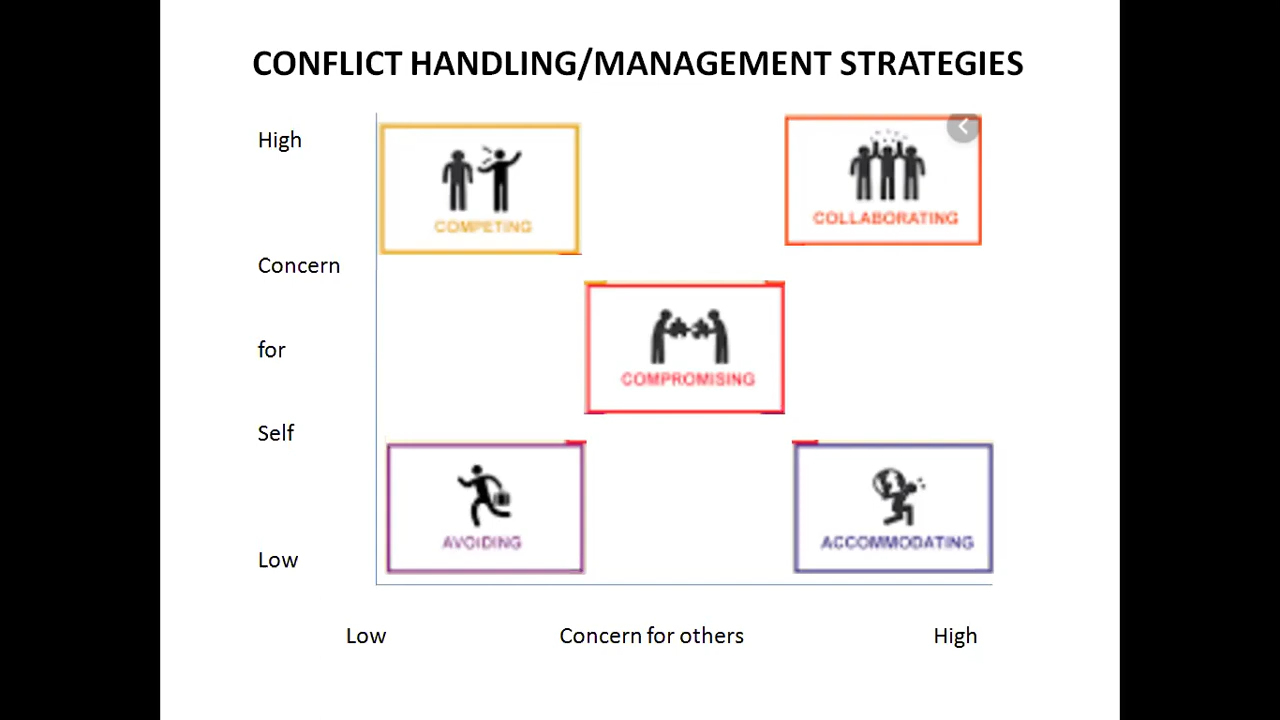 CONFLICT HANDLING/MANAGEMENT STRATEGIES
High
COMPETING
COLLABORATING
Concern
for
COMPROMISING
Self
AVOIDING
ACCOMMODATING
Low
Low Concern for others High